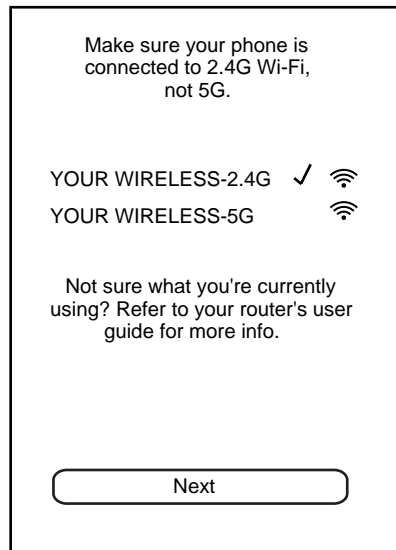 Make sure your phone is
connected to 2.4G Wi-Fi,
not 5G.
YOUR WIRELESS-2.4G
YOUR WIRELESS-5G
Not sure what you're currently
using? Refer to your router's user
guide for more info.
Next